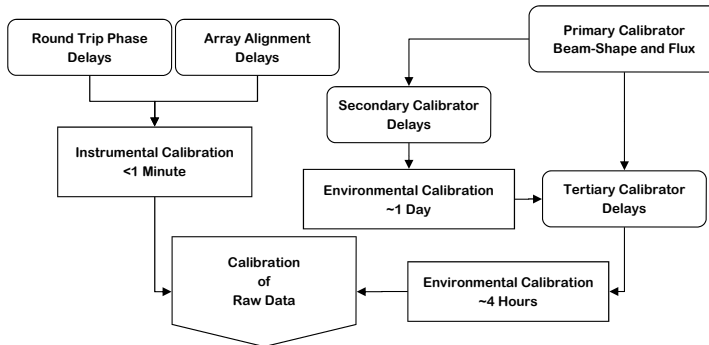 Round Trip Phase
Delays
Array Alignment
Delays
Primary Calibrator
Beam-Shape and Flux
Secondary Calibrator
Delays
Instrumental Calibration
<1 Minute
Environmental Calibration
~1 Day
Tertiary Calibrator
Delays
Calibration
of
Raw Data
Environmental Calibration
~4 Hours